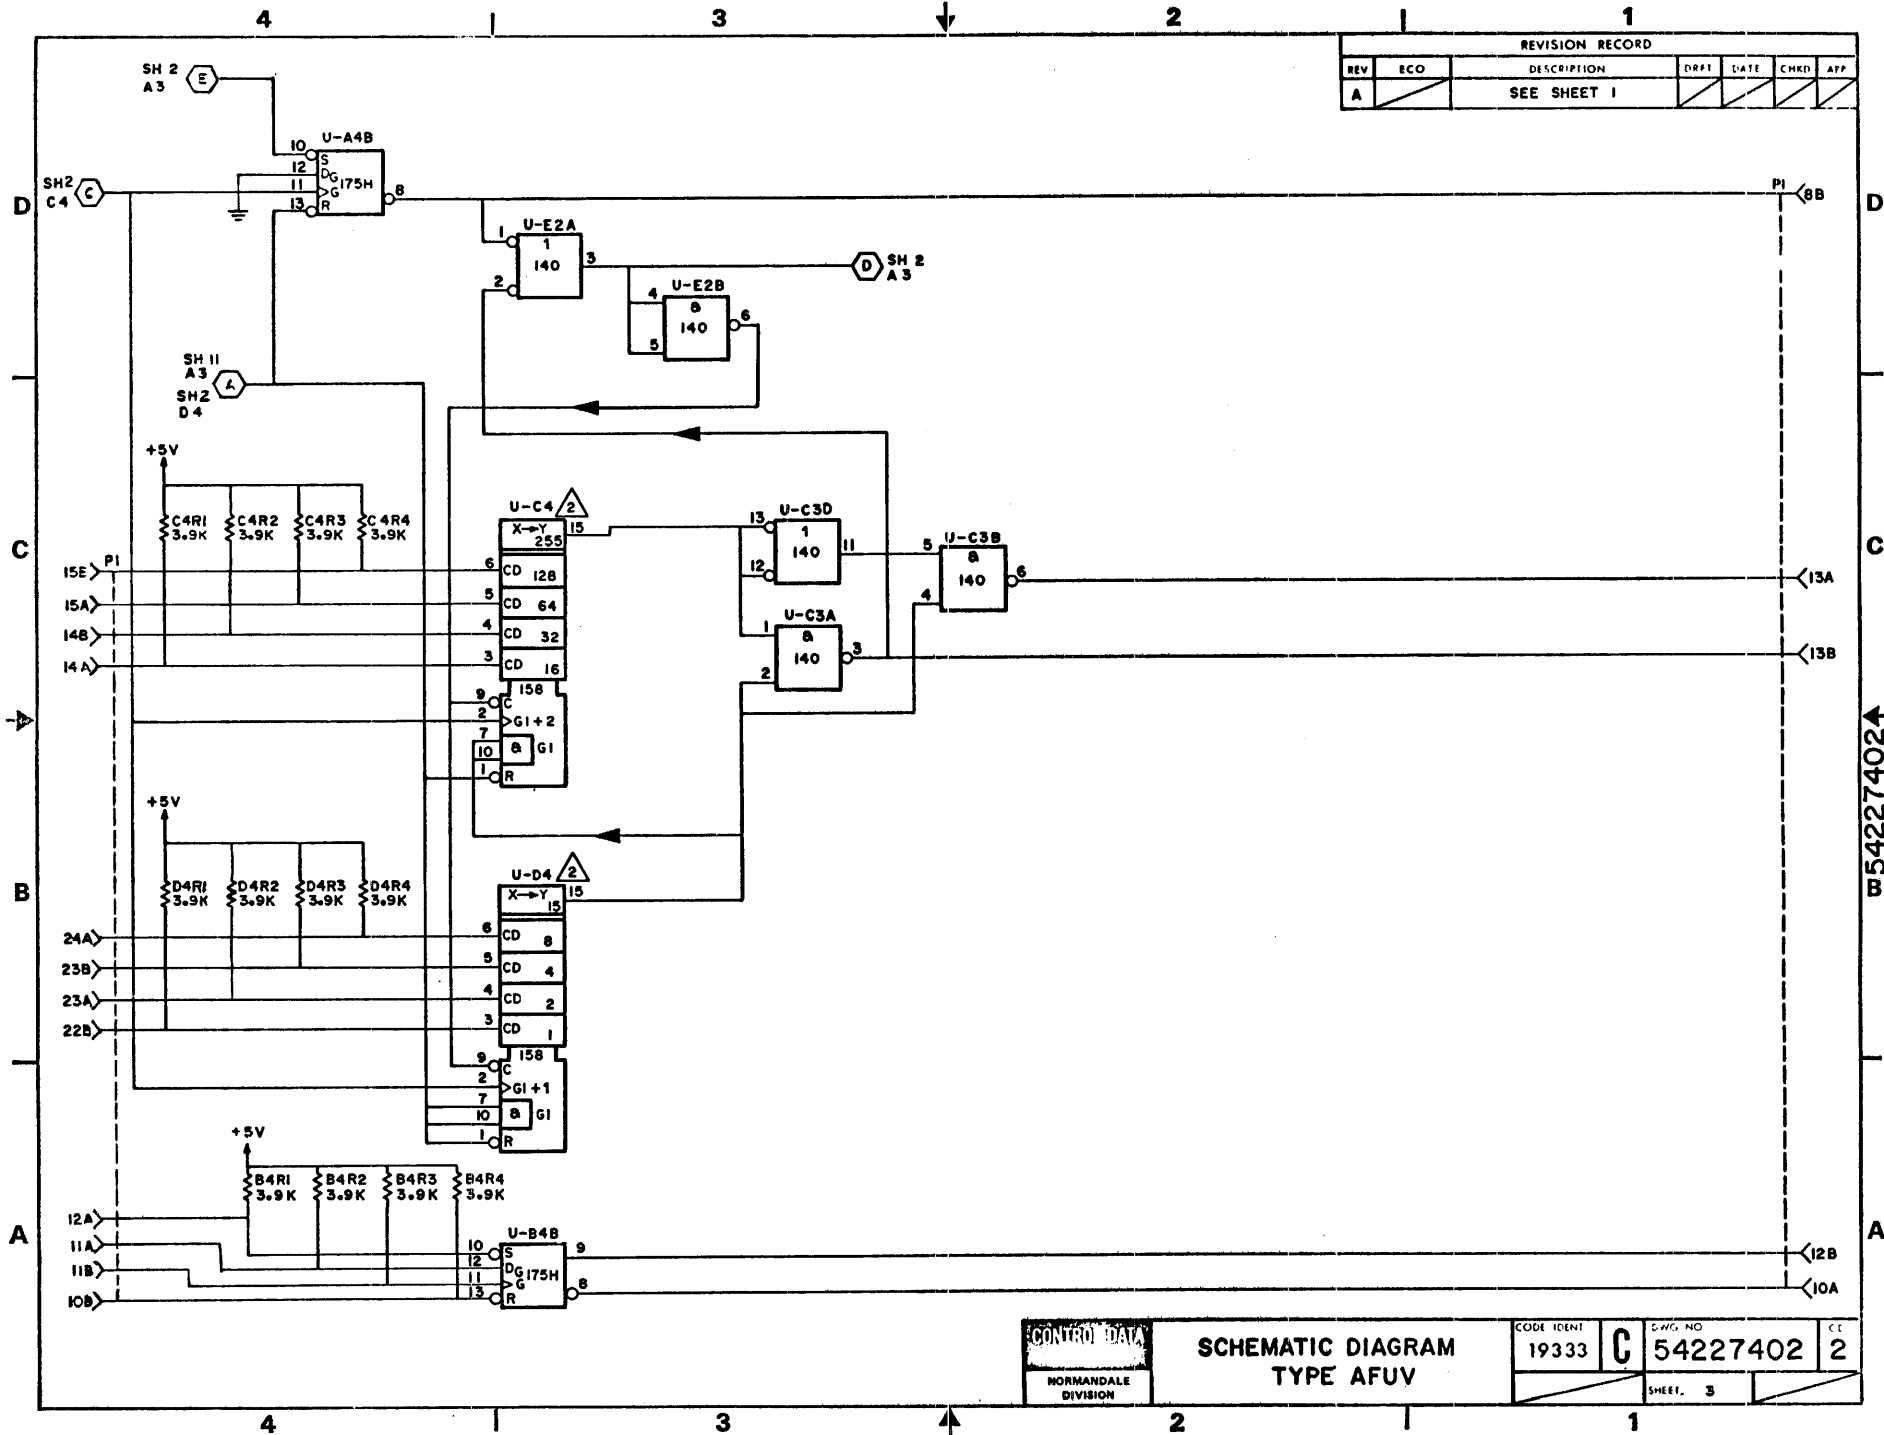 4 3 2 1
REVISION RECORD
REV ECO DESCRIPTION DRFT DATE CHKD APP
A SEE SHEET 1
SH 2
A3
E
U-A4B
10 S
12 DG
11 G 175H
13 R
8
SH2
C4
D
P1
8B
D
U-E2A
1
1
140
2
3
D
SH 2
A3
U-E2B
4
&
140
5
6
SH 11
A3
SH2
D4
+5V
C4R1
3.9K
C4R2
3.9K
C4R3
3.9K
C4R4
3.9K
U-C4
2
X→Y
255
15
C
P1
15E
15A
14B
14A
6 CD 128
5 CD 64
4 CD 32
3 CD 16
158
9 C
2 G1+2
7
10 & G1
1 R
U-C3D
13
1
140
12
11
U-C3B
5
&
140
4
6
13A
C
U-C3A
1
&
140
2
3
13B
54227402
+5V
D4R1
3.9K
D4R2
3.9K
D4R3
3.9K
D4R4
3.9K
U-D4
2
X→Y
15
15
B
B
24A
23B
23A
22B
6 CD 8
5 CD 4
4 CD 2
3 CD 1
158
9 C
2 G1+1
7
10 & G1
1 R
+5V
B4R1
3.9K
B4R2
3.9K
B4R3
3.9K
B4R4
3.9K
A
12A
11A
11B
10B
U-B4B
10 S
12 DG
11 G 175H
13 R
9
8
12B
10A
A
CONTROL DATA
NORMANDALE
DIVISION
SCHEMATIC DIAGRAM
TYPE AFUV
CODE IDENT
19333
C
DWG NO
54227402
2
SHEET 3
4 3 2 1